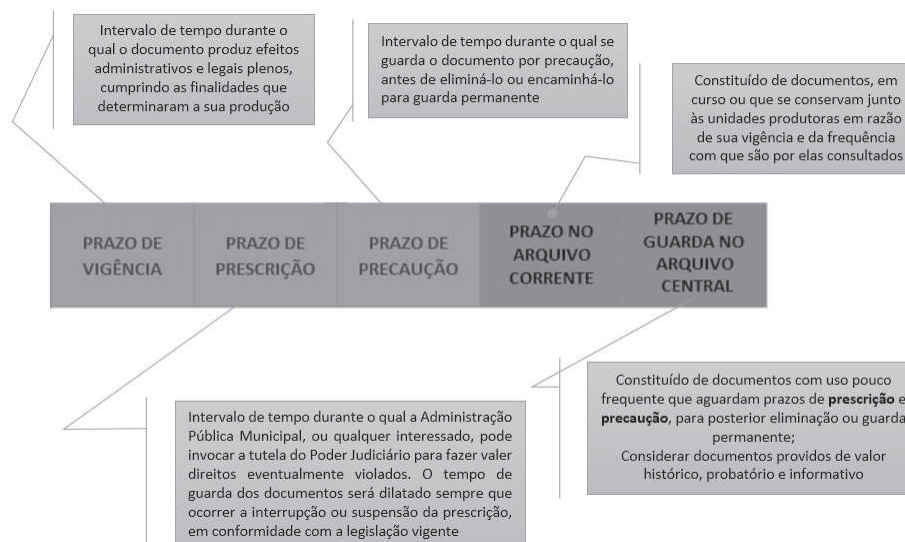 Intervalo de tempo durante o
qual o documento produz efeitos
administrativos e legais plenos,
cumprindo as finalidades que
determinaram a sua produção
Intervalo de tempo durante o qual se
guarda o documento por precaução,
antes de eliminá-lo ou encaminhá-lo
para guarda permanente
Constituído de documentos, em
curso ou que se conservam junto
às unidades produtoras em razão
de sua vigência e da frequência
com que são por elas consultados
PRAZO DE
VIGÊNCIA
PRAZO DE
PRESCRIÇÃO
PRAZO DE
PRECAUÇÃO
PRAZO NO
ARQUIVO
CORRENTE
PRAZO DE
GUARDA NO
ARQUIVO
CENTRAL
Intervalo de tempo durante o qual a Administração
Pública Municipal, ou qualquer interessado, pode
invocar a tutela do Poder Judiciário para fazer valer
direitos eventualmente violados. O tempo de
guarda dos documentos será dilatado sempre que
ocorrer a interrupção ou suspensão da prescrição,
em conformidade com a legislação vigente
Constituído de documentos com uso pouco
frequente que aguardam prazos de prescrição e
precaução, para posterior eliminação ou guarda
permanente;
Considerar documentos providos de valor
histórico, probatório e informativo